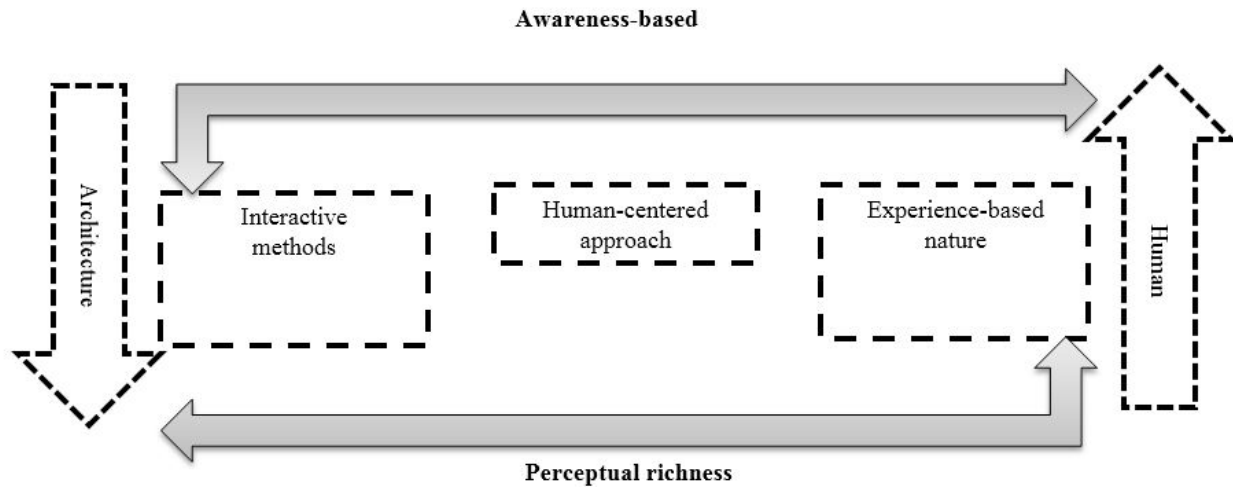 Awareness-based
Architecture
Interactive
methods
Human-centered
approach
Experience-based
nature
Human
Perceptual richness